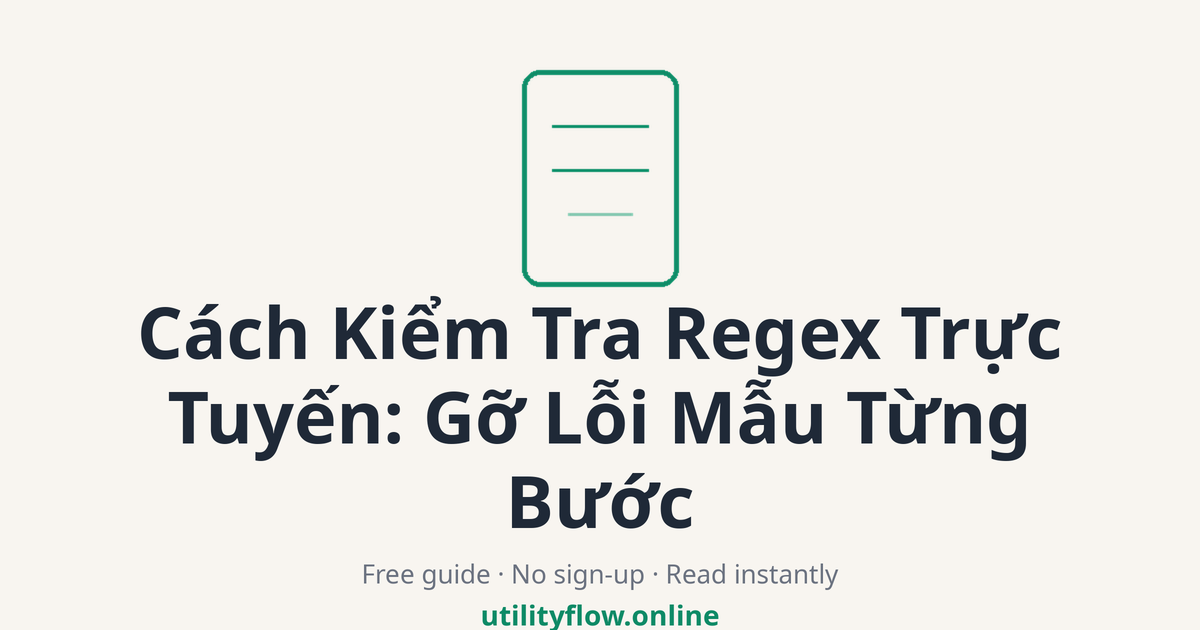 Cách Kiểm Tra Regex Trực
Tuyến: Gỡ Lỗi Mẫu Từng
Bước
Free guide · No sign-up · Read instantly
utilityflow.online